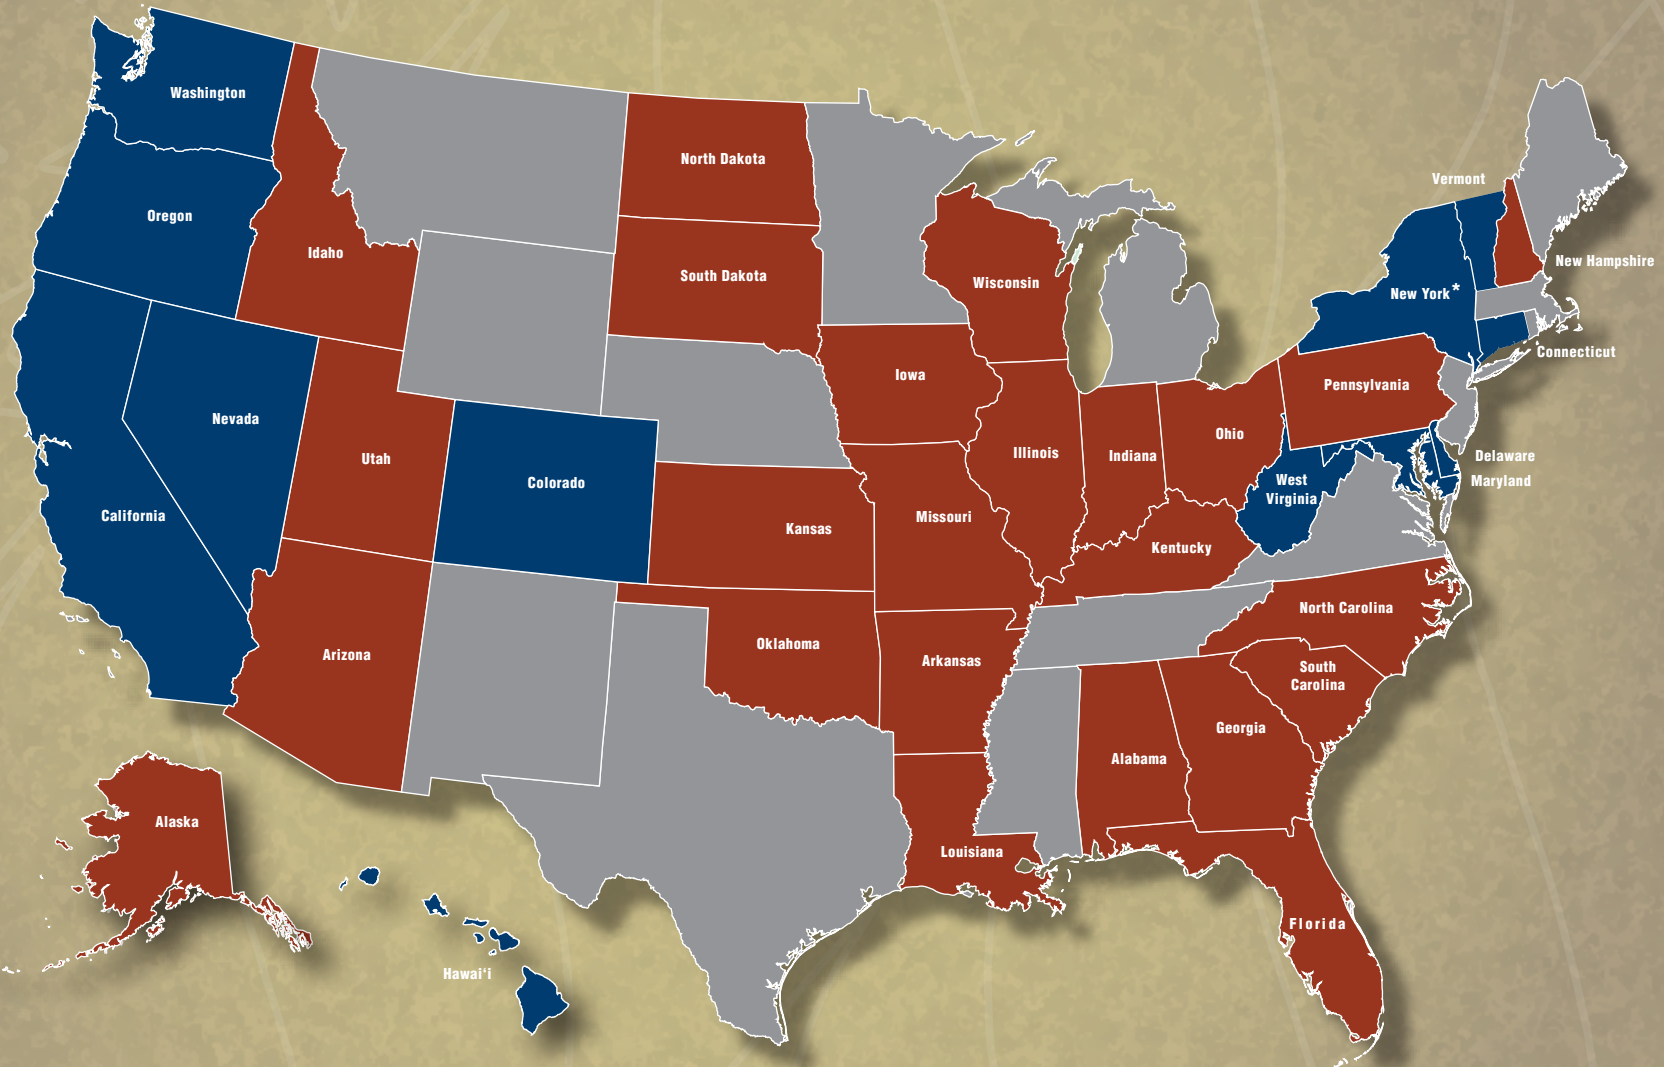 Washington
North Dakota
Vermont
Oregon
Idaho
New Hampshire
South Dakota
Wisconsin
New York*
Connecticut
Iowa
Pennsylvania
Nevada
Ohio
Utah
Illinois
Indiana
Delaware
Colorado
West
Virginia
Maryland
California
Missouri
Kansas
Kentucky
North Carolina
Oklahoma
Arizona
Arkansas
South
Carolina
Georgia
Alabama
Alaska
Louisiana
Florida
Hawai‘i